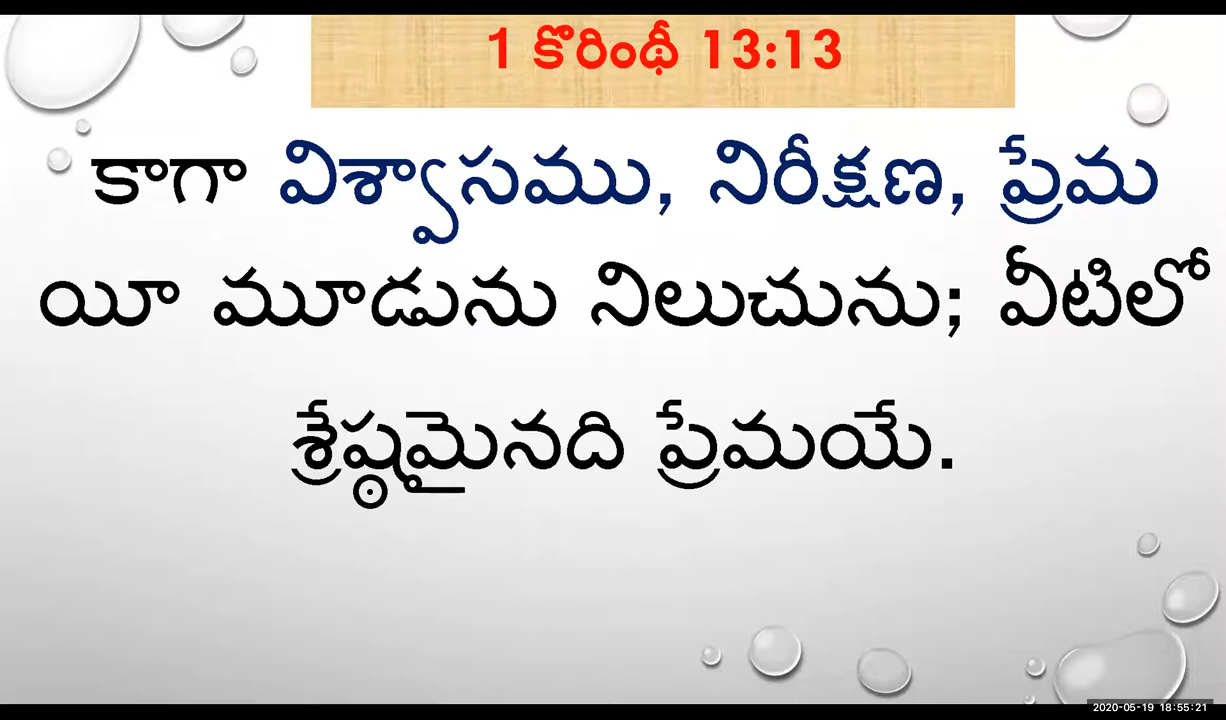 1 కొరింథీ 13:13
కాగా విశ్వాసము, నిరీక్షణ, ప్రేమ
యీ మూడును నిలుచును; వీటిలో
శ్రేష్ఠమైనది ప్రేమయే.
2020-05-19 18:55:21